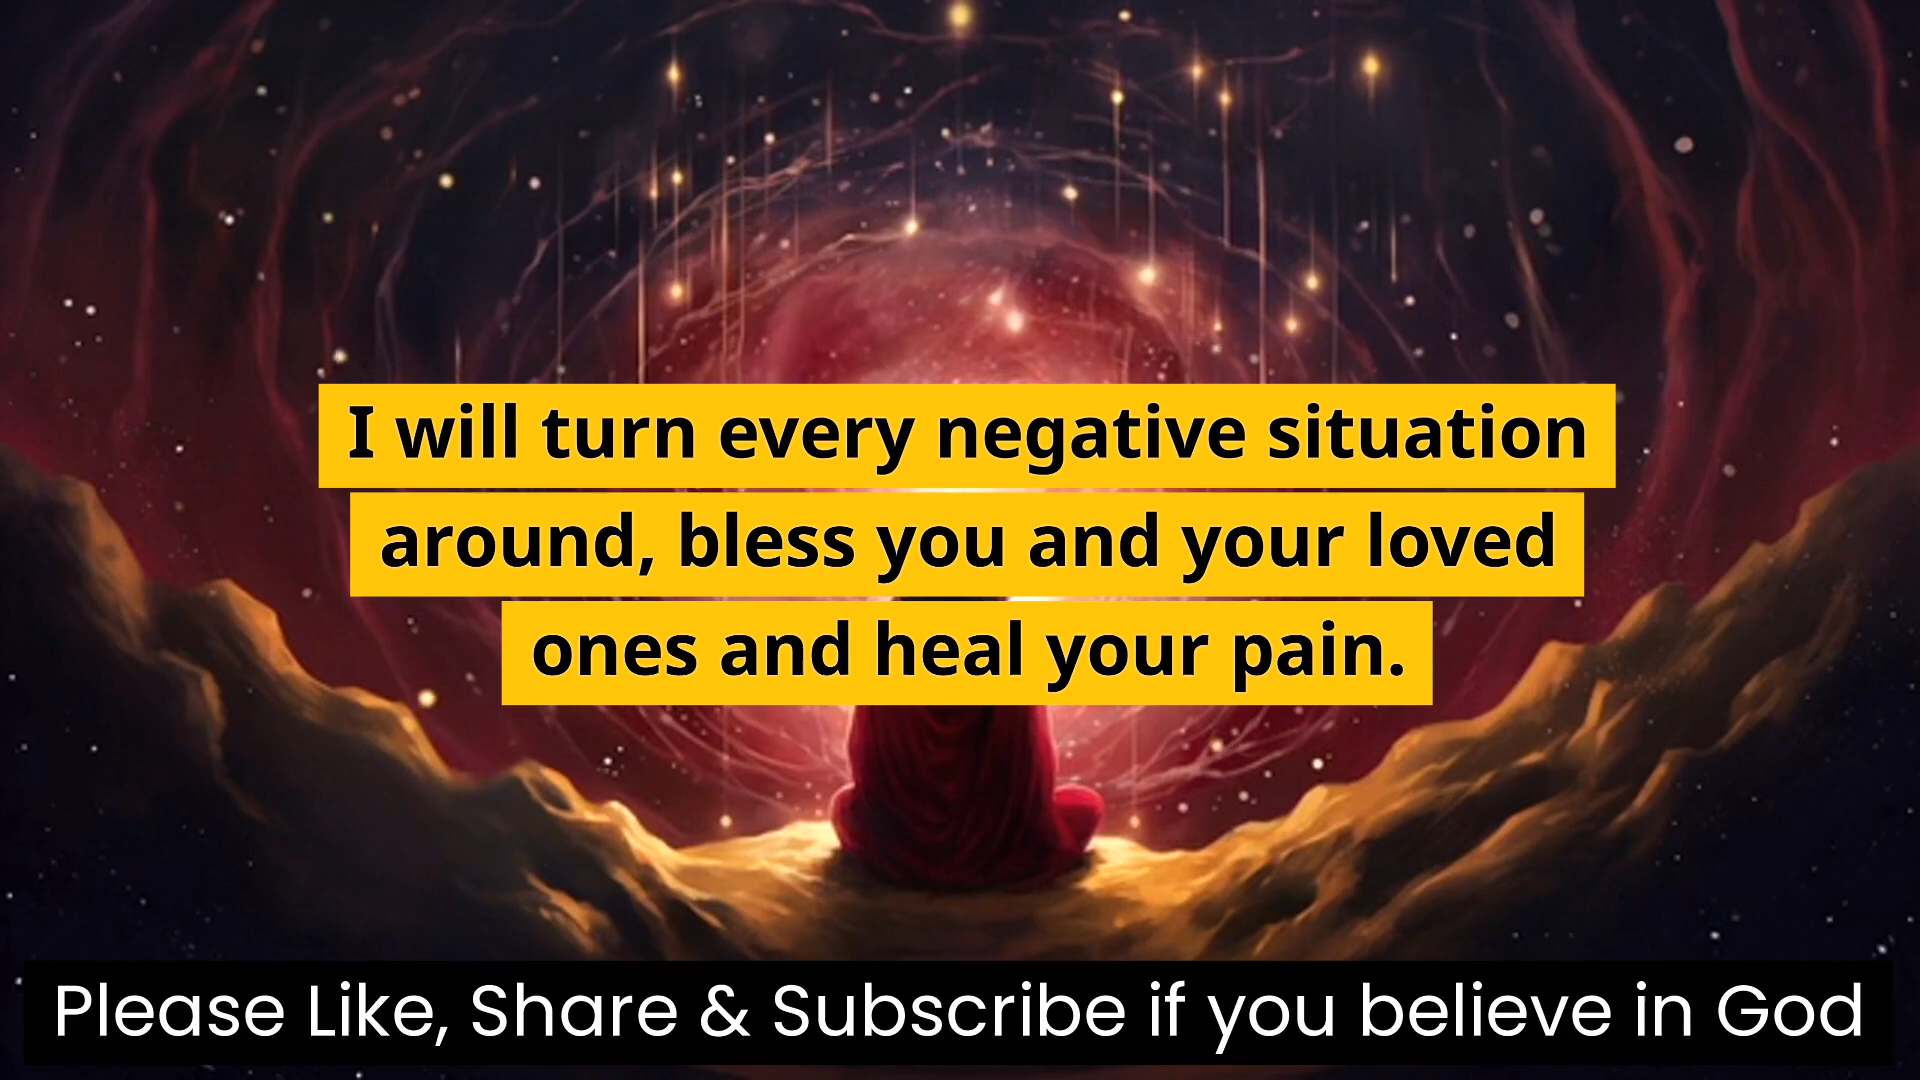 I will turn every negative situation
around, bless you and your loved
ones and heal your pain.
Please Like, Share & Subscribe if you believe in God